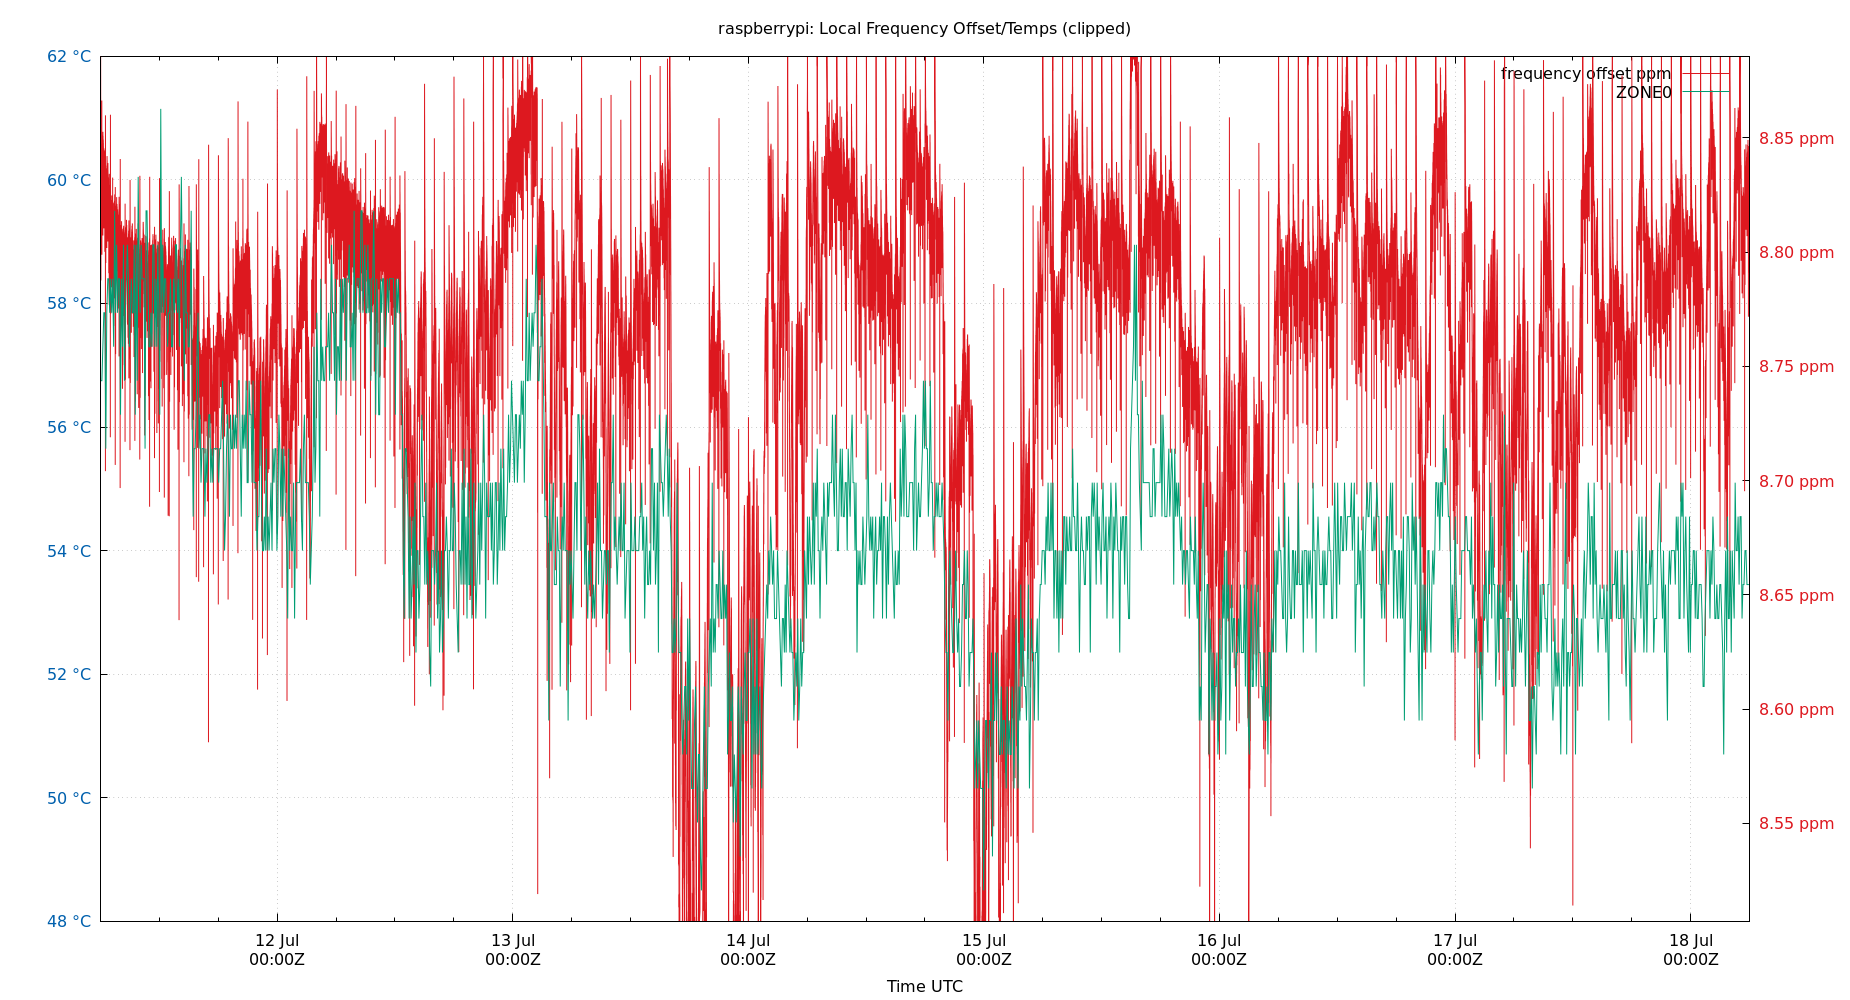 raspberrypi: Local Frequency Offset/Temps (clipped)
62 °C
60 °C
58 °C
56 °C
54 °C
52 °C
50 °C
48 °C
frequency offset ppm
ZONE0
8.85 ppm
8.80 ppm
8.75 ppm
8.70 ppm
8.65 ppm
8.60 ppm
8.55 ppm
12 Jul
00:00Z
13 Jul
00:00Z
14 Jul
00:00Z
15 Jul
00:00Z
16 Jul
00:00Z
17 Jul
00:00Z
18 Jul
00:00Z
Time UTC